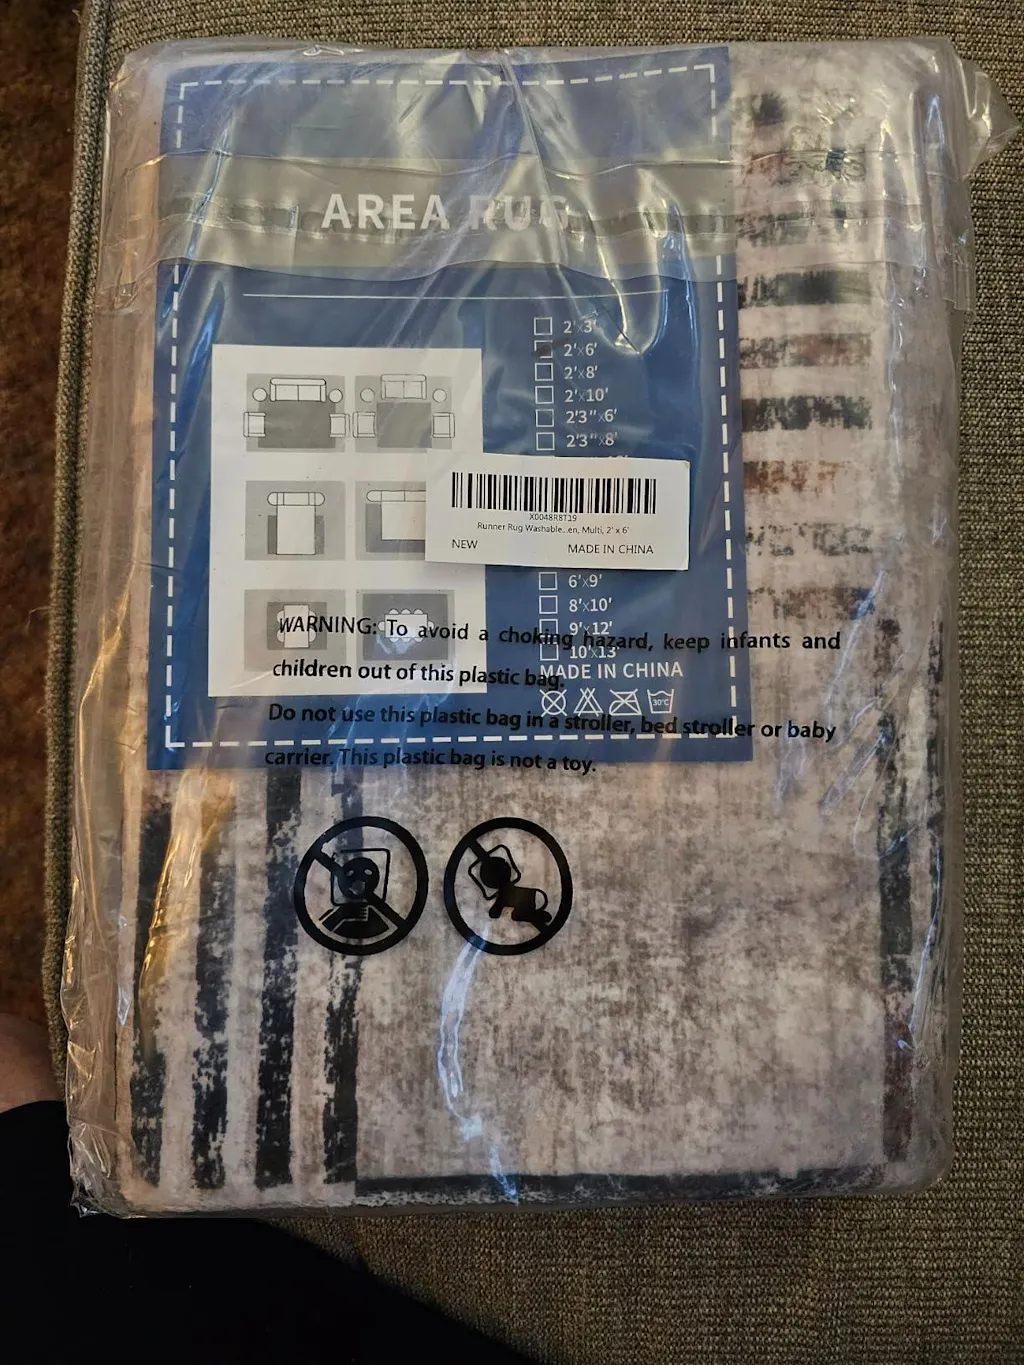 AREA RUG
2'x3'
2'x6'
2'x8'
2'x10'
2'3"x6'
2'3"x8'
X0048R8T19
Runner Rug Washable...en, Multi, 2' x 6'
NEW MADE IN CHINA
6'x9'
8'x10'
9'x12'
10'x13'
MADE IN CHINA
30°C
WARNING: To avoid a choking hazard, keep infants and
children out of this plastic bag.
Do not use this plastic bag in a stroller, bed stroller or baby
carrier. This plastic bag is not a toy.